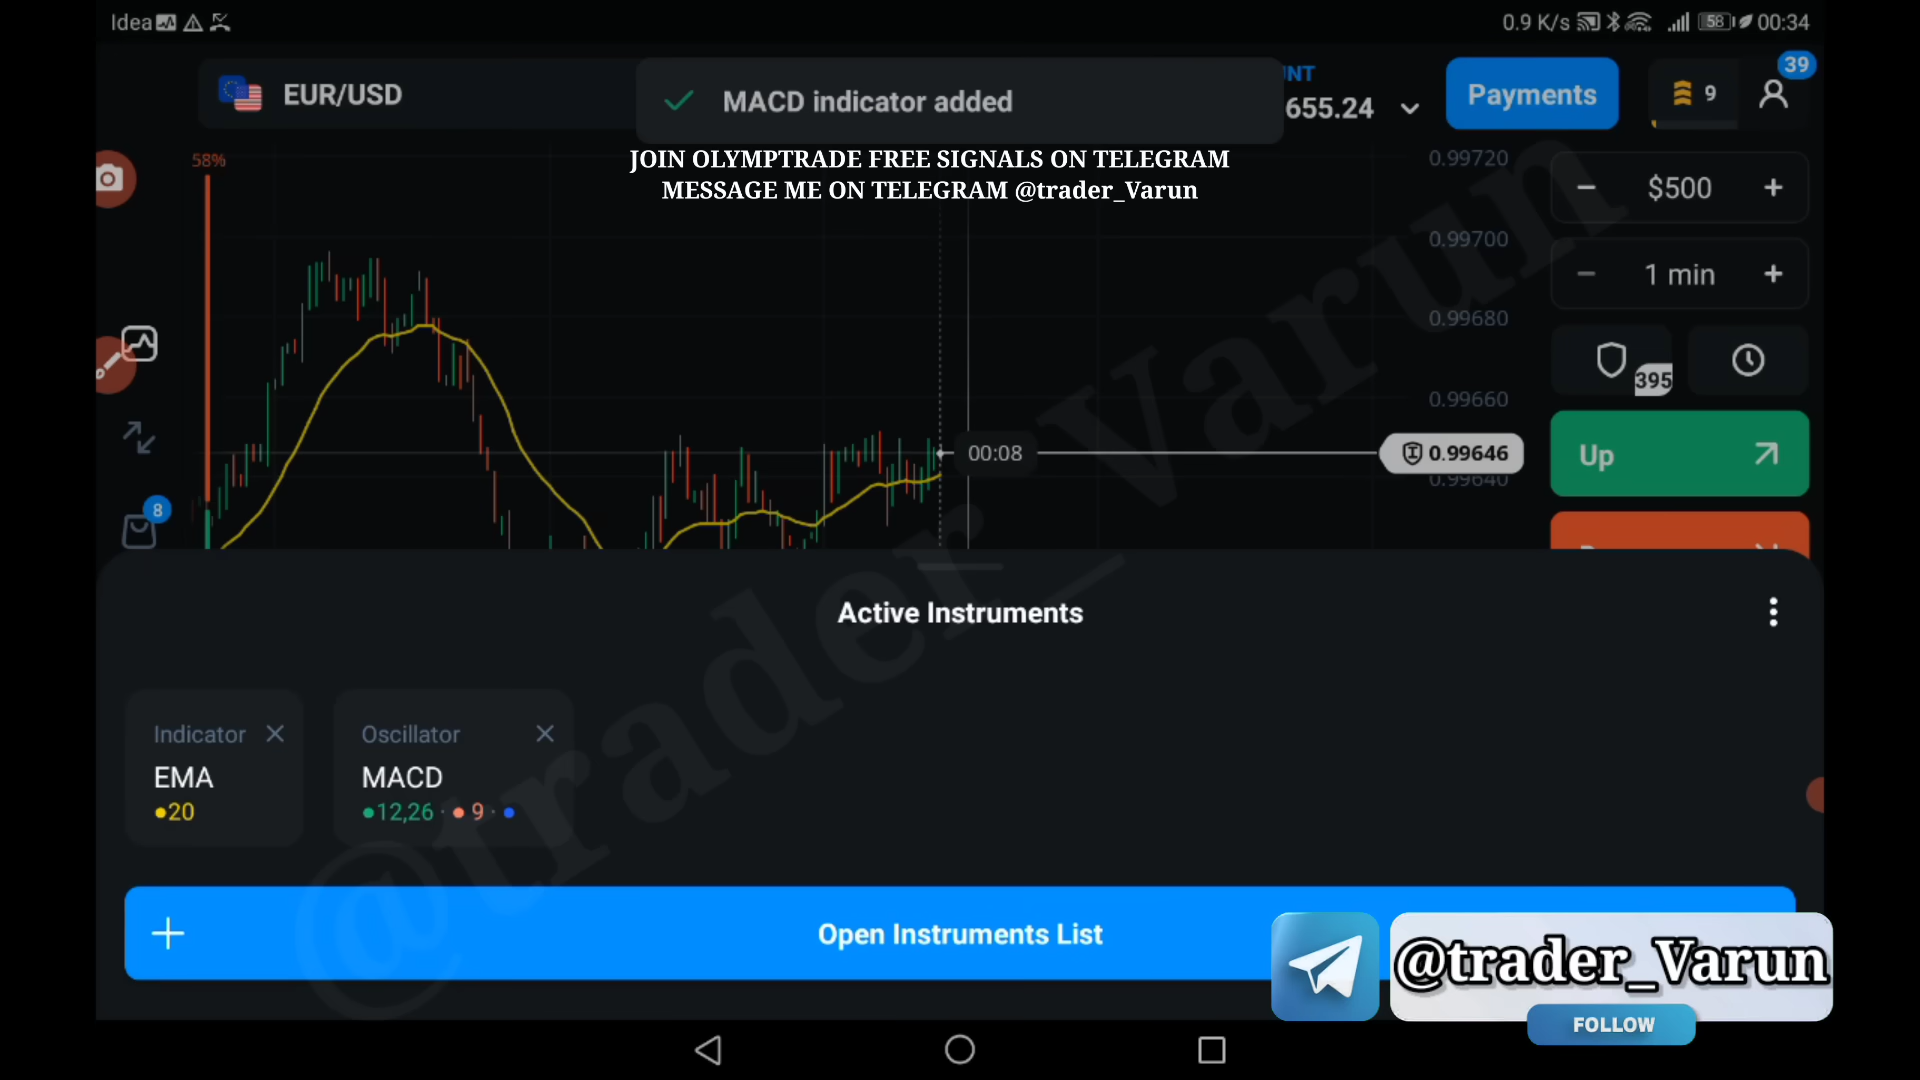 Idea
0.9 K/s
58
00:34
EUR/USD
MACD indicator added
655.24
Payments
9
39
JOIN OLYMPTRADE FREE SIGNALS ON TELEGRAM
MESSAGE ME ON TELEGRAM @trader_Varun
58%
0.99720
0.99700
0.99680
0.99660
0.99640
$500
1 min
395
00:08
0.99646
Up
8
Active Instruments
Indicator
EMA
20
Oscillator
MACD
12,26 · 9 ·
Open Instruments List
@trader_Varun
@trader_Varun
FOLLOW